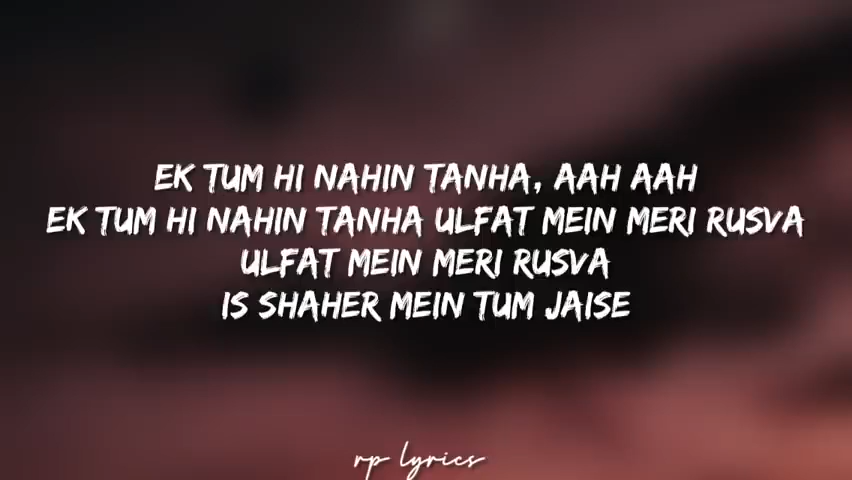 EK TUM HI NAHIN TANHA, AAH AAH
EK TUM HI NAHIN TANHA ULFAT MEIN MERI RUSVA
ULFAT MEIN MERI RUSVA
IS SHAHER MEIN TUM JAISE
rp lyrics